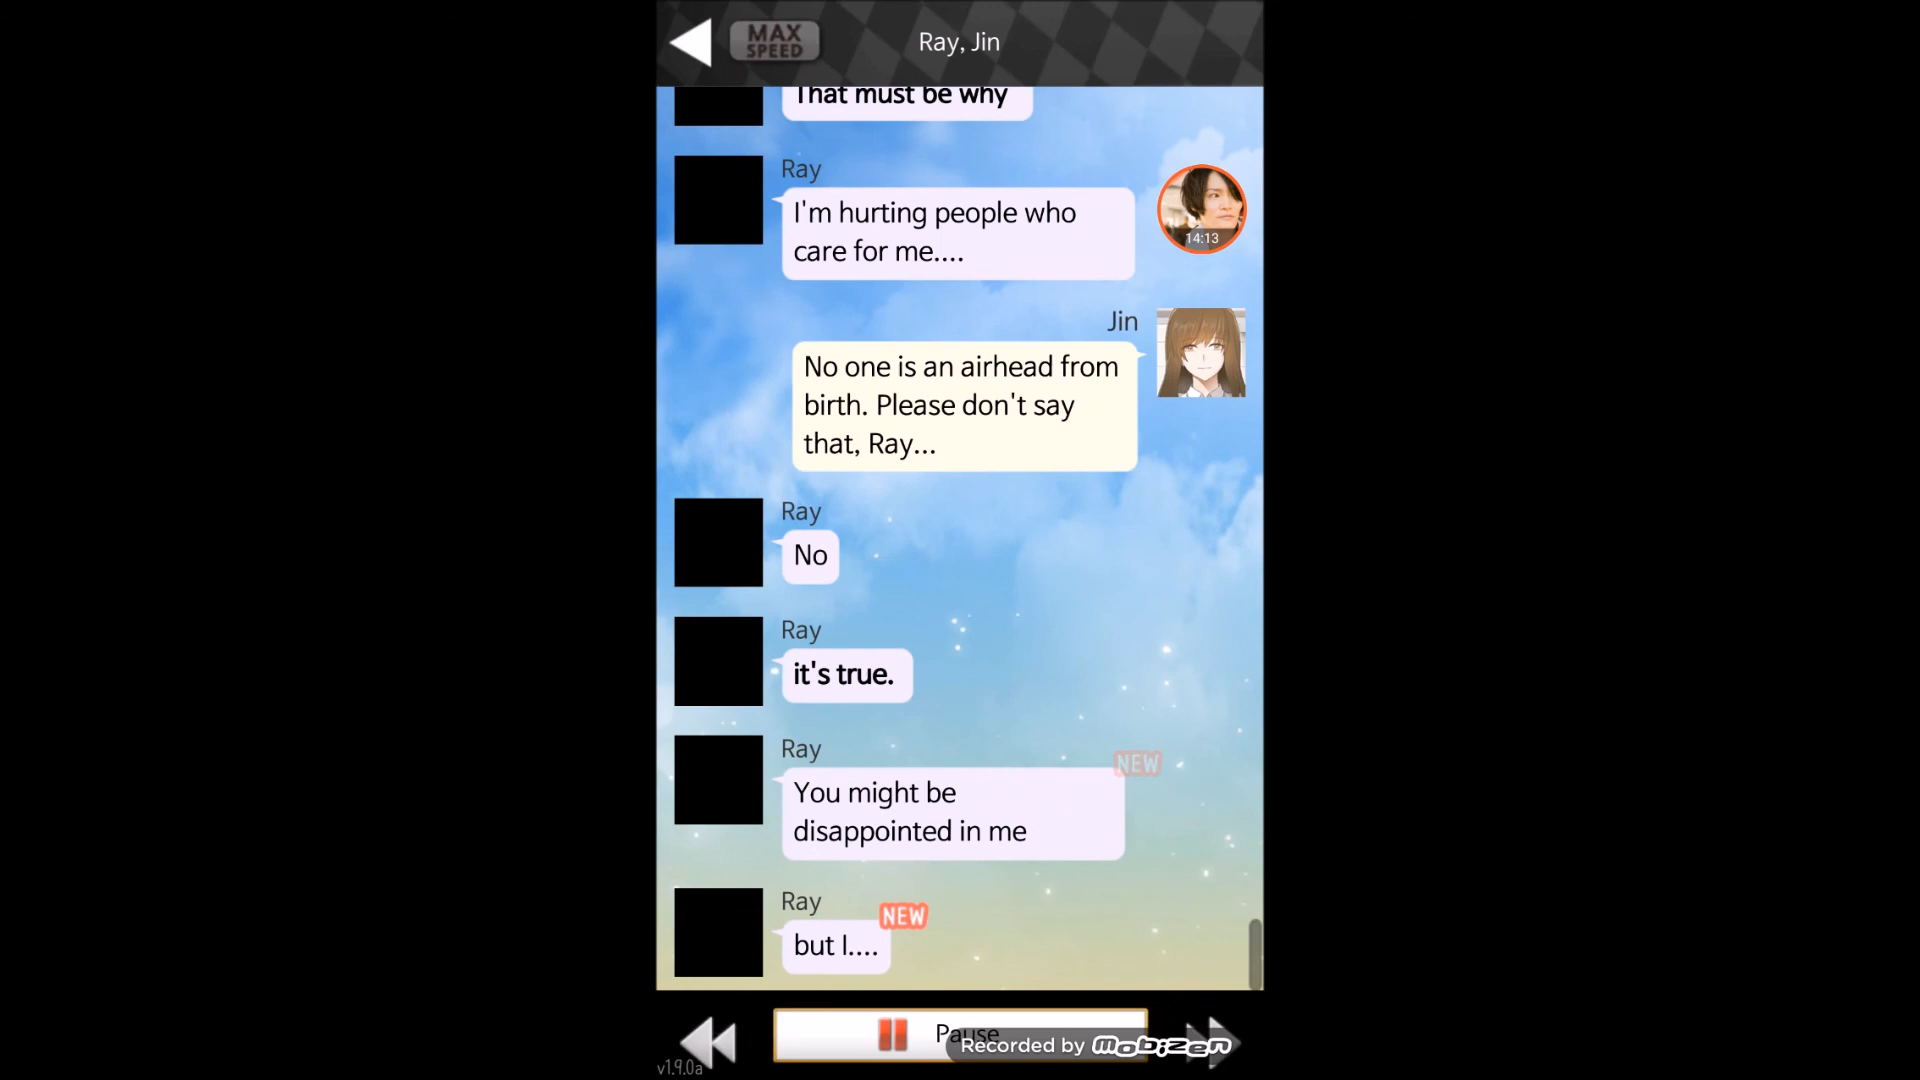 MAX
SPEED
Ray, Jin
That must be why
Ray
I'm hurting people who
care for me....
14:13
Jin
No one is an airhead from
birth. Please don't say
that, Ray...
Ray
No
Ray
it's true.
Ray
NEW
You might be
disappointed in me
Ray
NEW
but I....
Pause
Recorded by Mobizen
v1.9.0a